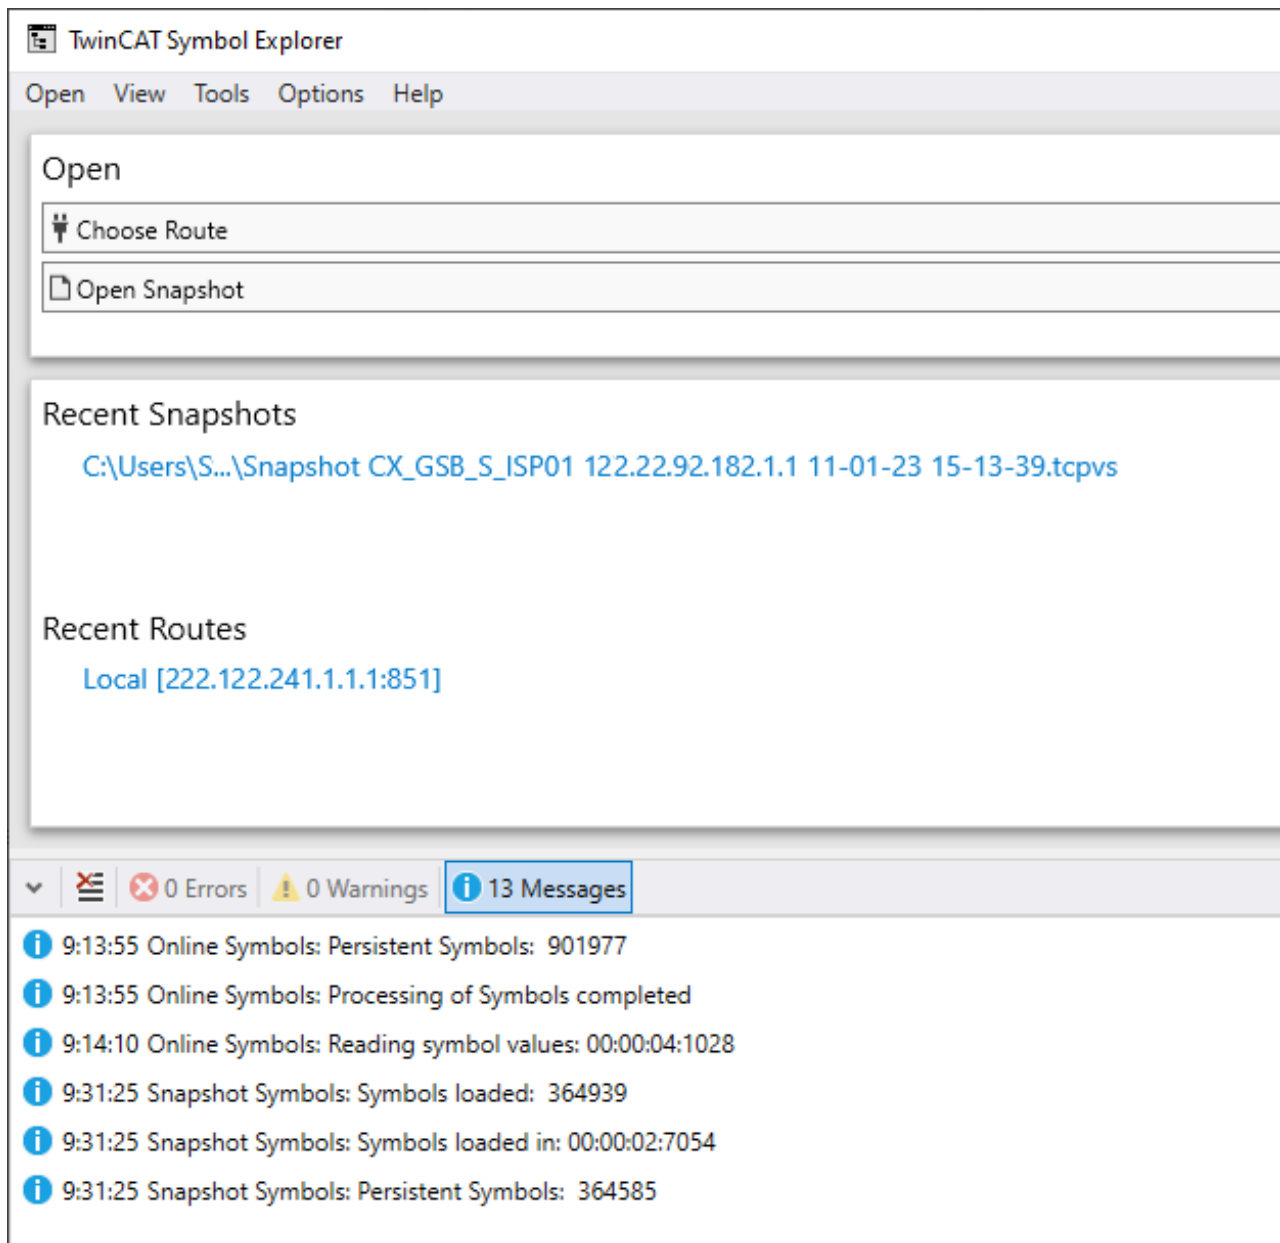 TwinCAT Symbol Explorer
Open View Tools Options Help
Open
Choose Route
Open Snapshot
Recent Snapshots
C:\Users\S...\Snapshot CX_GSB_S_ISP01 122.22.92.182.1.1 11-01-23 15-13-39.tcpvs
Recent Routes
Local [222.122.241.1.1.1:851]
0 Errors 0 Warnings 13 Messages
9:13:55 Online Symbols: Persistent Symbols: 901977
9:13:55 Online Symbols: Processing of Symbols completed
9:14:10 Online Symbols: Reading symbol values: 00:00:04:1028
9:31:25 Snapshot Symbols: Symbols loaded: 364939
9:31:25 Snapshot Symbols: Symbols loaded in: 00:00:02:7054
9:31:25 Snapshot Symbols: Persistent Symbols: 364585